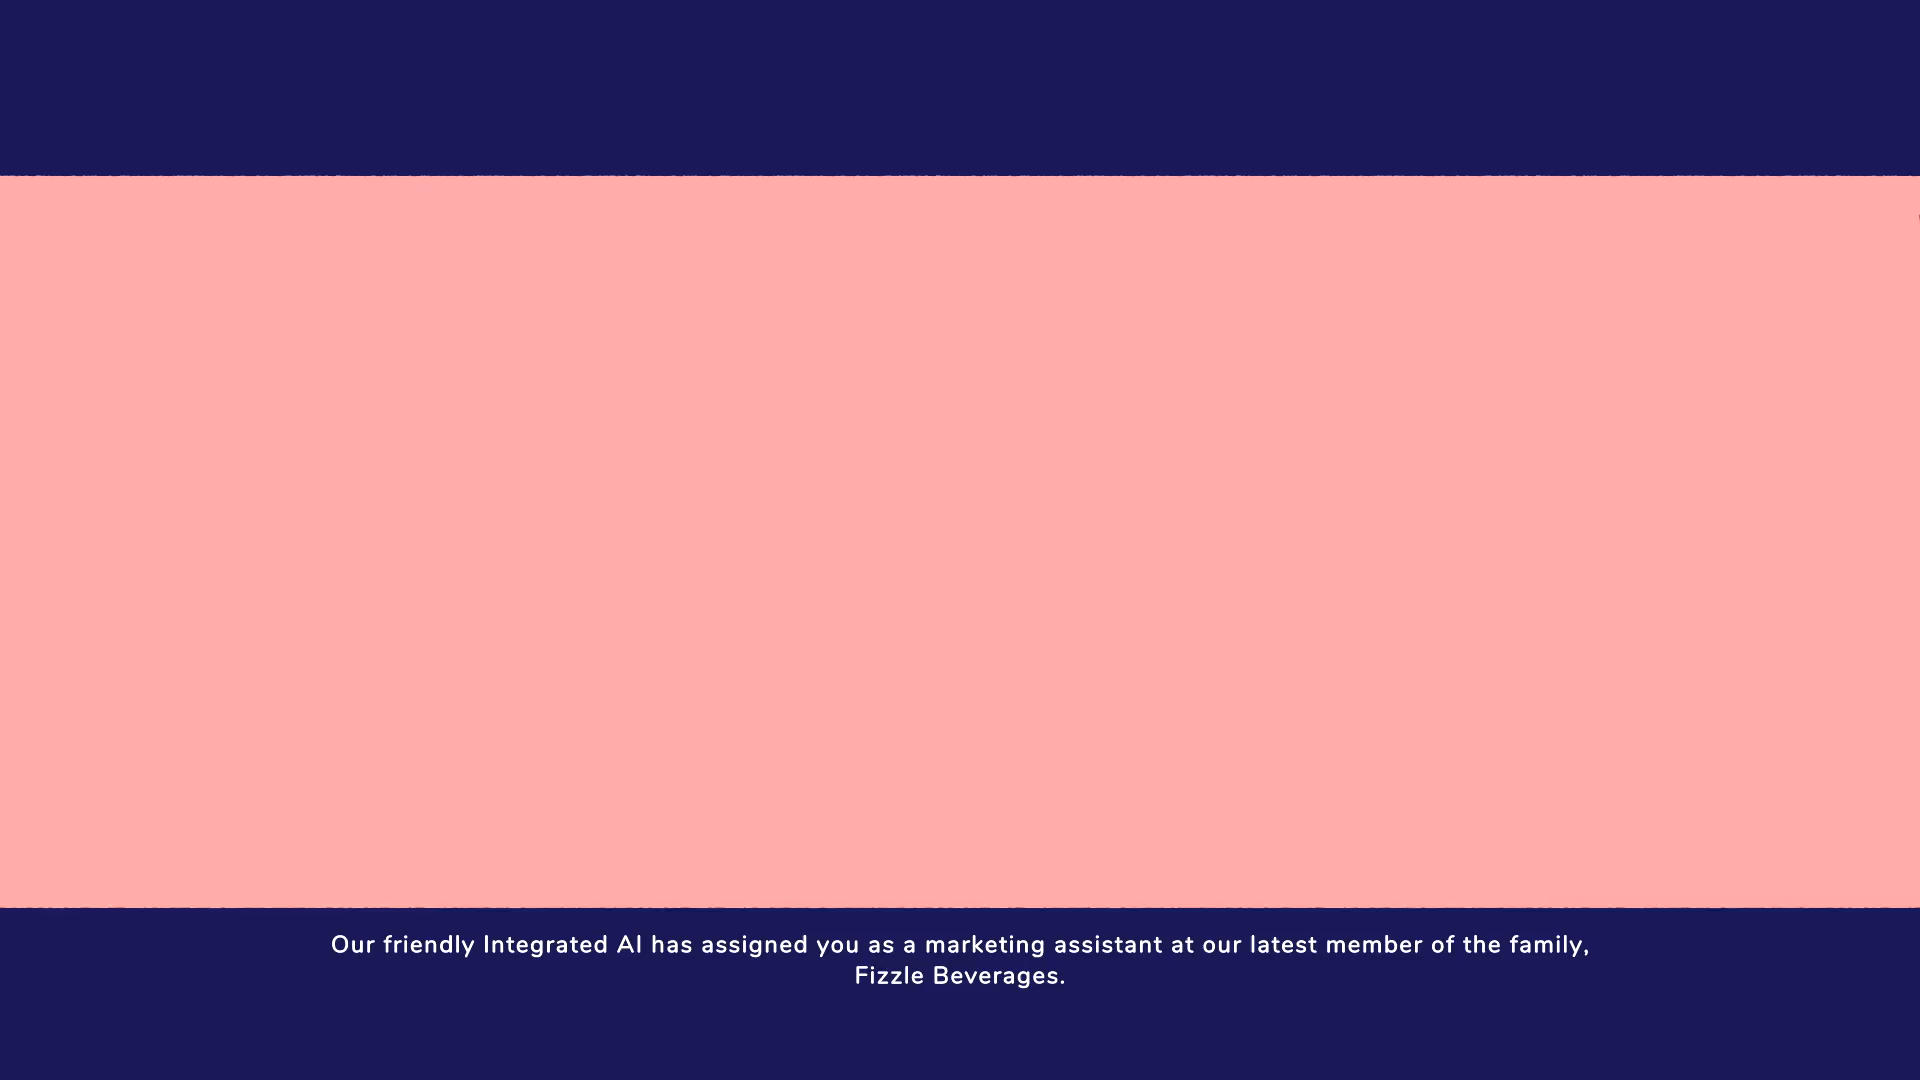 Our friendly Integrated AI has assigned you as a marketing assistant at our latest member of the family,
Fizzle Beverages.